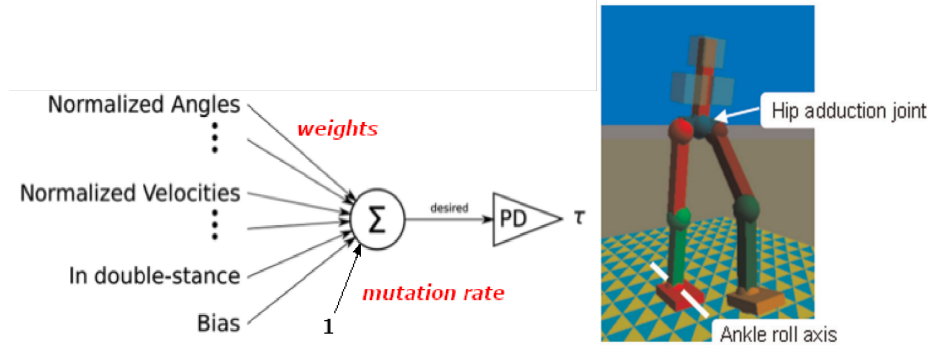 Normalized Angles
⋮
weights
Normalized Velocities
⋮
Σ
desired
PD
τ
In double-stance
mutation rate
Bias
1
Hip adduction joint
Ankle roll axis